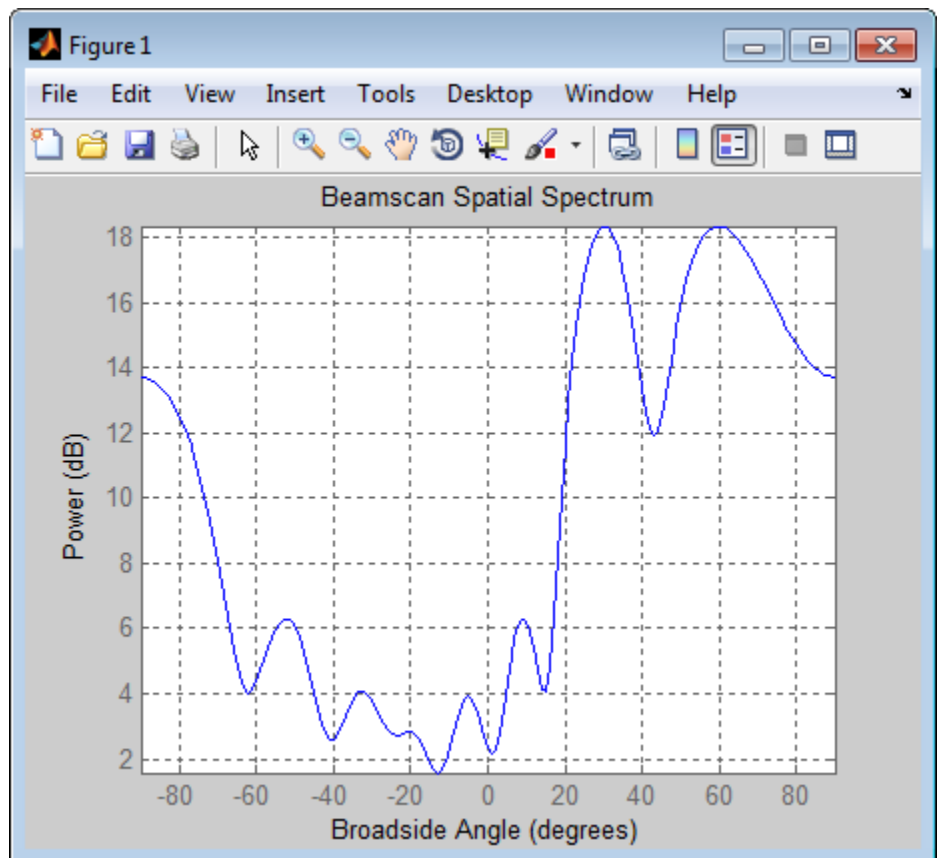 Figure 1
File Edit View Insert Tools Desktop Window Help
Beamscan Spatial Spectrum
18
16
14
12
10
8
6
4
2
Power (dB)
-80 -60 -40 -20 0 20 40 60 80
Broadside Angle (degrees)